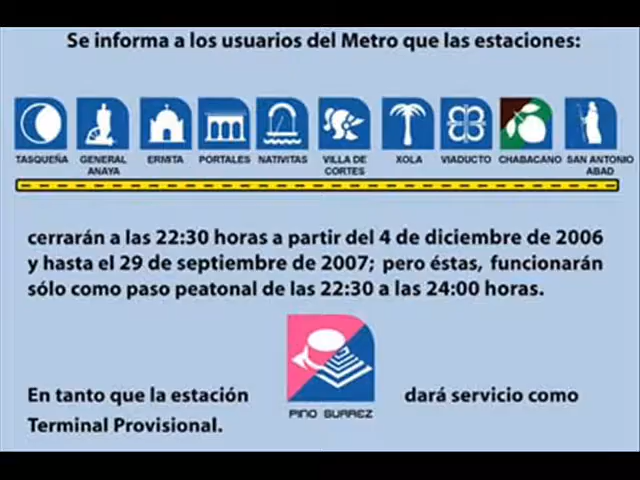 Se informa a los usuarios del Metro que las estaciones:
TASQUEÑA GENERAL ANAYA ERMITA PORTALES NATIVITAS VILLA DE CORTES XOLA VIADUCTO CHABACANO SAN ANTONIO ABAD
cerrarán a las 22:30 horas a partir del 4 de diciembre de 2006
y hasta el 29 de septiembre de 2007; pero éstas, funcionarán
sólo como paso peatonal de las 22:30 a las 24:00 horas.
En tanto que la estación PINO SUAREZ dará servicio como
Terminal Provisional.